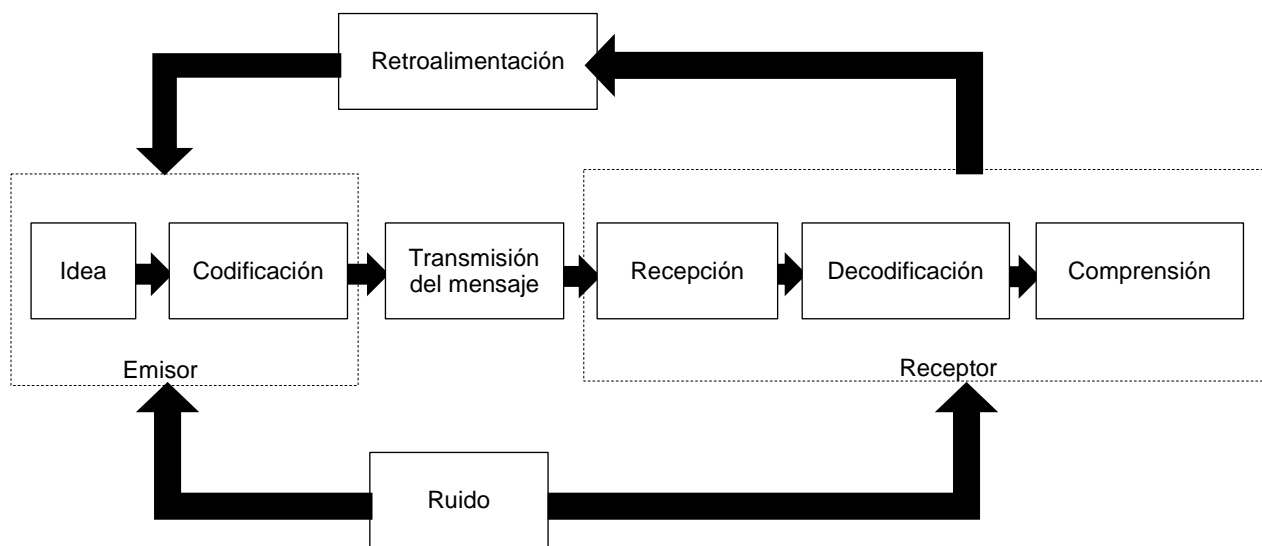 Retroalimentación
Idea
Codificación
Transmisión
del mensaje
Recepción
Decodificación
Comprensión
Emisor
Receptor
Ruido